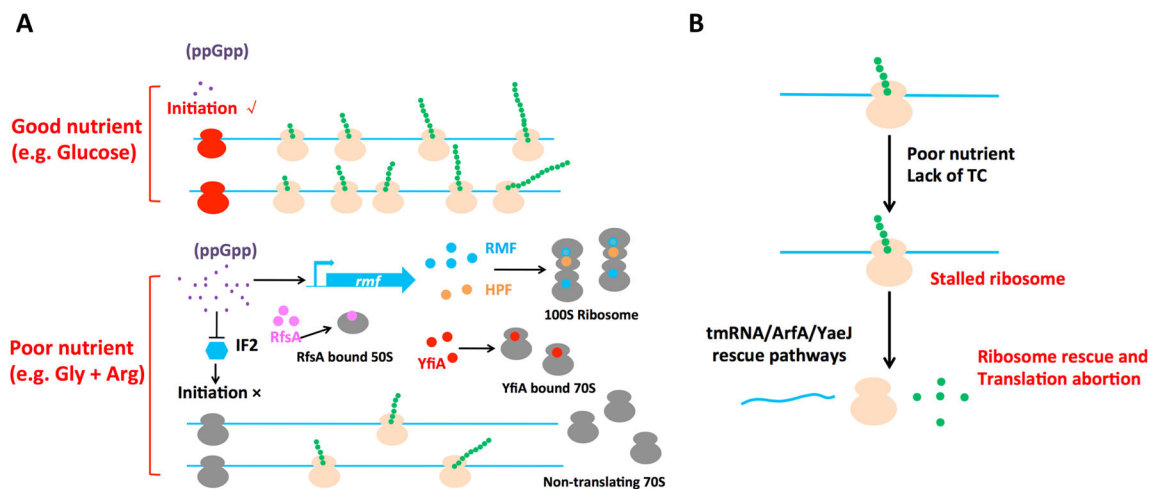 A
(ppGpp)
Initiation √
Good nutrient
(e.g. Glucose)
(ppGpp)
rmf
RMF
HPF
100S Ribosome
RfsA
RfsA bound 50S
YfiA
YfiA bound 70S
IF2
Poor nutrient
(e.g. Gly + Arg)
Initiation ×
Non-translating 70S
B
Poor nutrient
Lack of TC
Stalled ribosome
tmRNA/ArfA/YaeJ
rescue pathways
Ribosome rescue and
Translation abortion